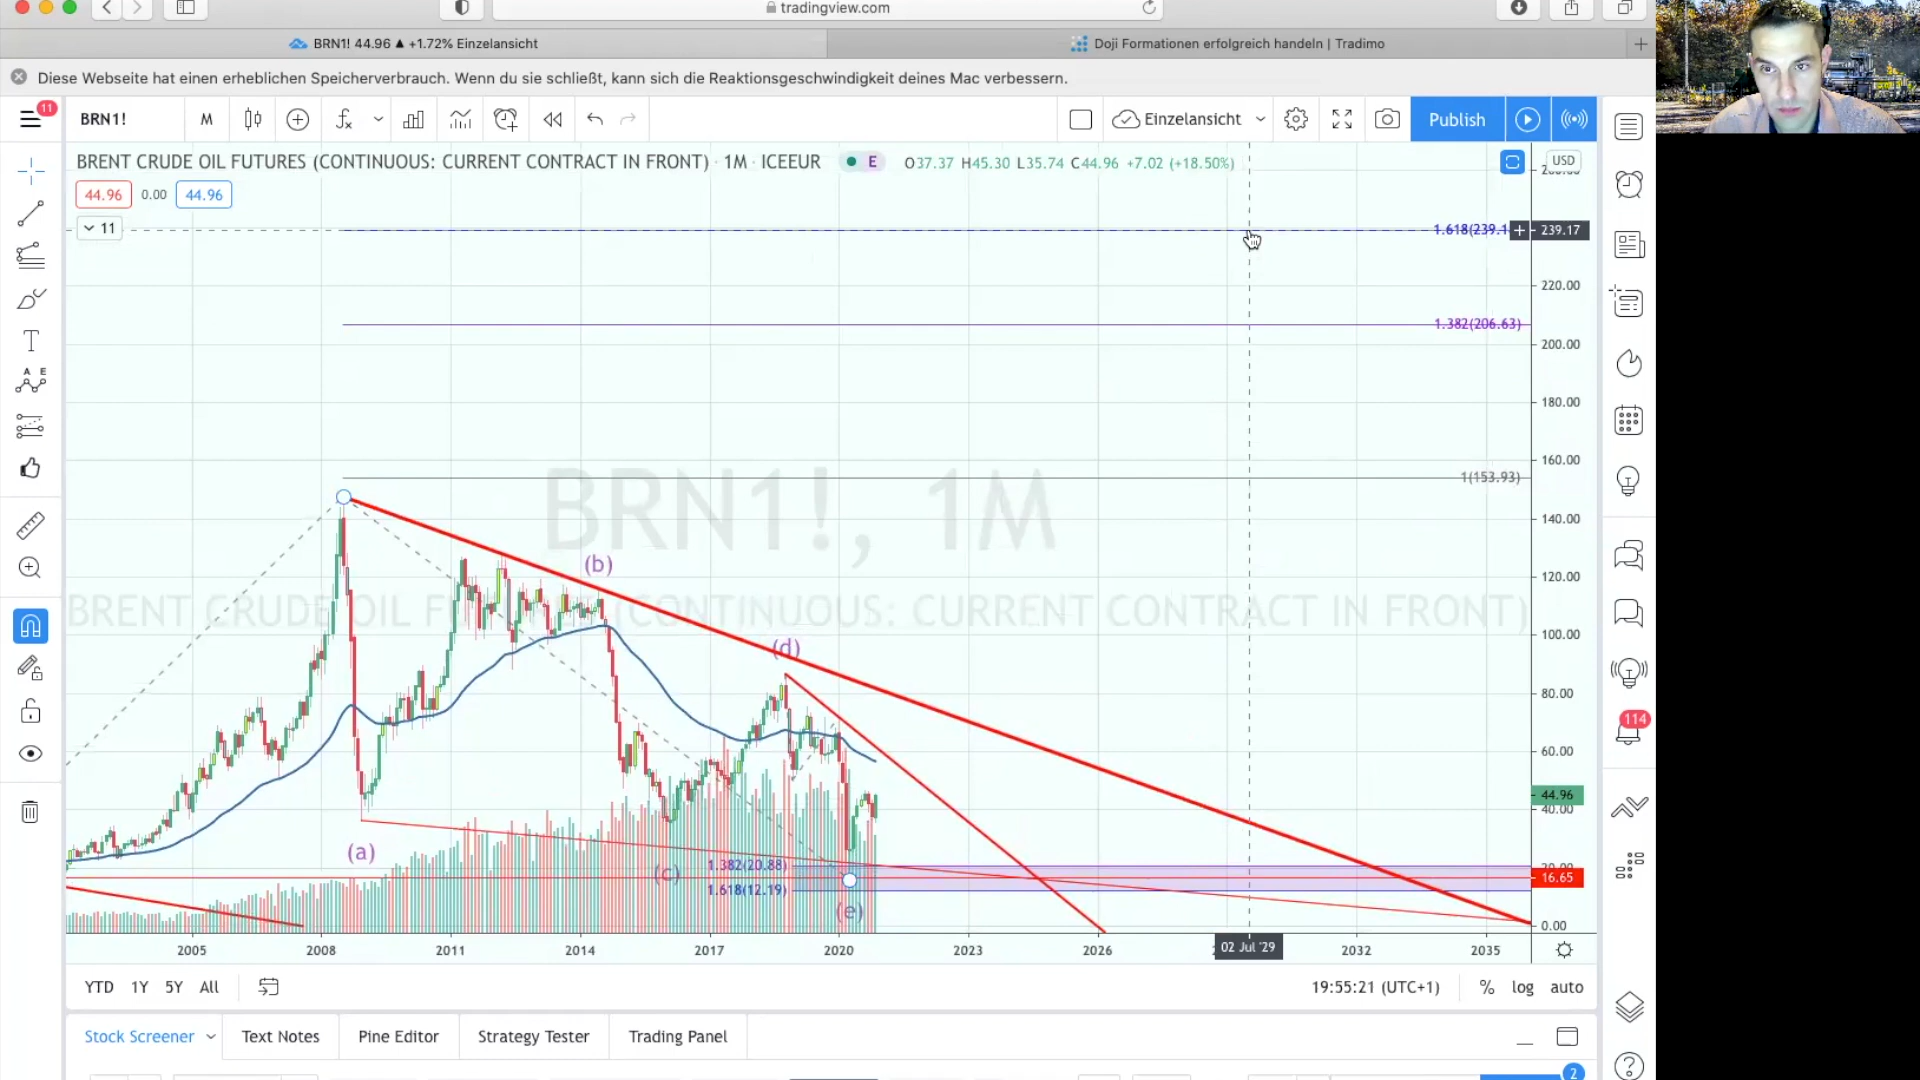 tradingview.com
BRN1! 44.96 ▲ +1.72% Einzelansicht
Doji Formationen erfolgreich handeln | Tradimo
Diese Webseite hat einen erheblichen Speicherverbrauch. Wenn du sie schließt, kann sich die Reaktionsgeschwindigkeit deines Mac verbessern.
11
BRN1!
M
Einzelansicht
Publish
BRENT CRUDE OIL FUTURES (CONTINUOUS: CURRENT CONTRACT IN FRONT) · 1M · ICEEUR
E
O37.37 H45.30 L35.74 C44.96 +7.02 (+18.50%)
USD
44.96
0.00
44.96
11
1.618(239.1
239.17
220.00
1.382(206.63)
200.00
180.00
160.00
1(153.93)
BRN1!, 1M
140.00
(b)
120.00
BRENT CRUDE OIL FUTURES (CONTINUOUS: CURRENT CONTRACT IN FRONT)
100.00
(d)
80.00
60.00
44.96
40.00
(a)
1.382(20.88)
20.00
(c)
16.65
1.618(12.19)
(e)
0.00
114
2005
2008
2011
2014
2017
2020
2023
2026
02 Jul '29
2032
2035
YTD
1Y
5Y
All
19:55:21 (UTC+1)
%
log
auto
Stock Screener
Text Notes
Pine Editor
Strategy Tester
Trading Panel
2